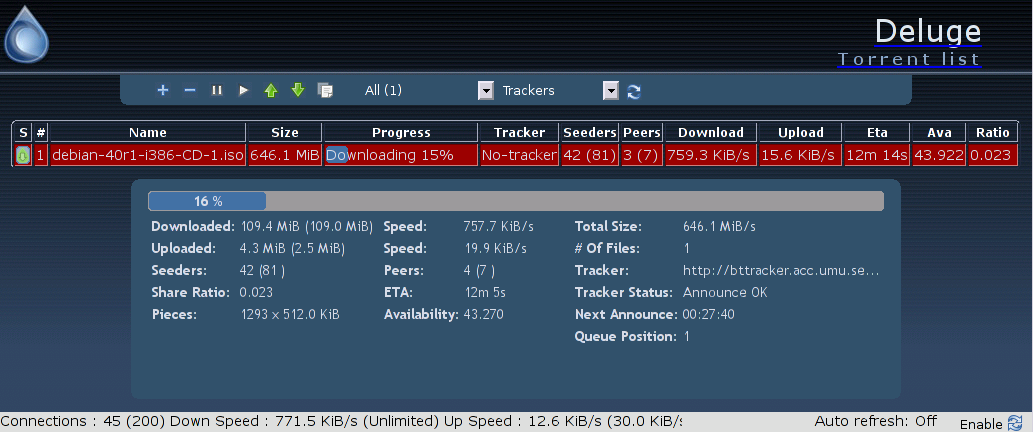 Deluge
Torrent list
All (1) Trackers
S # Name Size Progress Tracker Seeders Peers Download Upload Eta Ava Ratio
0 1 debian-40r1-i386-CD-1.iso 646.1 MiB Downloading 15% No-tracker 42 (81) 3 (7) 759.3 KiB/s 15.6 KiB/s 12m 14s 43.922 0.023
16 %
Downloaded: 109.4 MiB (109.0 MiB) Speed: 757.7 KiB/s Total Size: 646.1 MiB/s
Uploaded: 4.3 MiB (2.5 MiB) Speed: 19.9 KiB/s # Of Files: 1
Seeders: 42 (81 ) Peers: 4 (7 ) Tracker: http://bttracker.acc.umu.se...
Share Ratio: 0.023 ETA: 12m 5s Tracker Status: Announce OK
Pieces: 1293 x 512.0 KiB Availability: 43.270 Next Announce: 00:27:40
Queue Position: 1
Connections : 45 (200) Down Speed : 771.5 KiB/s (Unlimited) Up Speed : 12.6 KiB/s (30.0 KiB/s Auto refresh: Off Enable